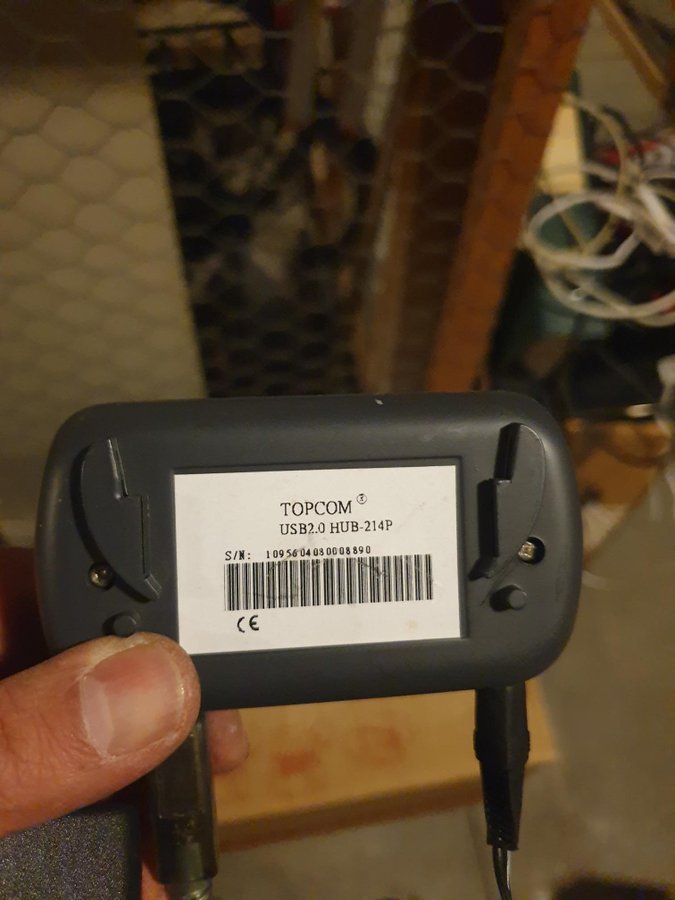 TOPCOM®
USB2.0 HUB-214P
S/N: 1095604080008890
CE